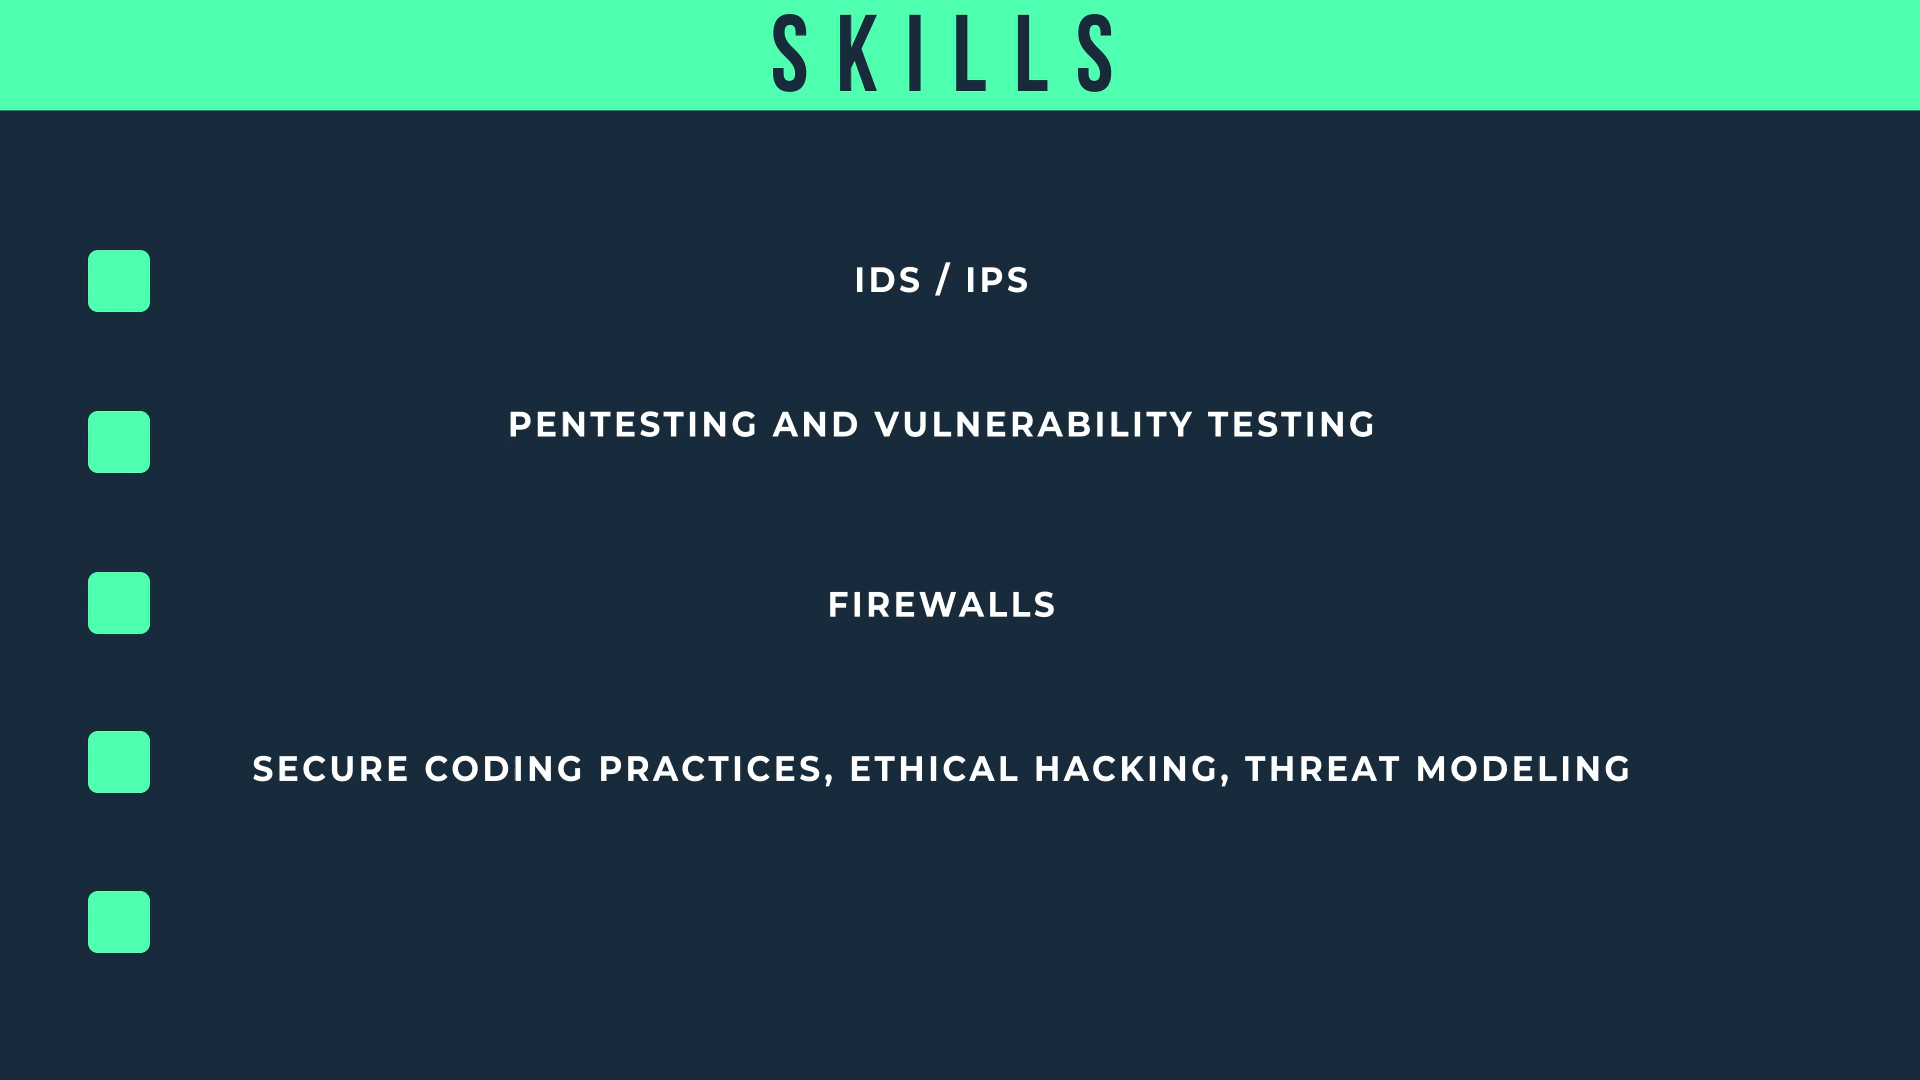 SKILLS
IDS / IPS
PENTESTING AND VULNERABILITY TESTING
FIREWALLS
SECURE CODING PRACTICES, ETHICAL HACKING, THREAT MODELING